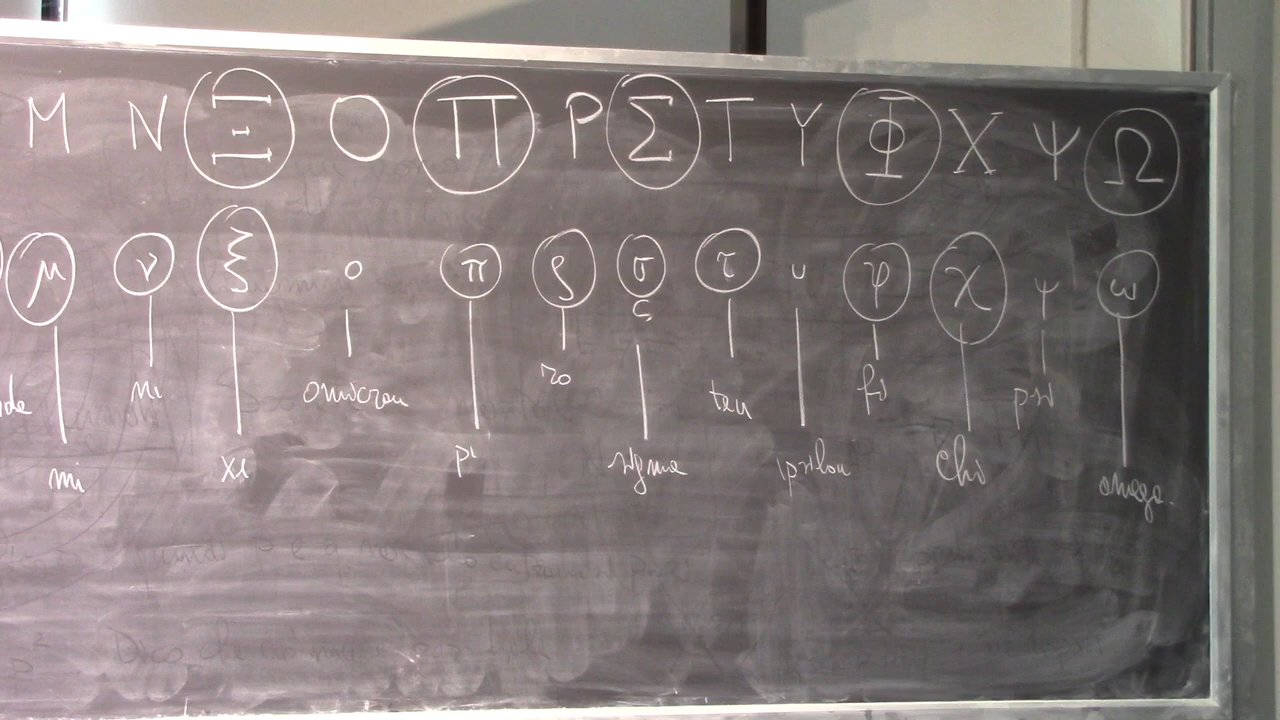 Μ Ν Ξ Ο Π Ρ Σ Τ Υ Φ Χ Ψ Ω
μ ν ξ ο π ρ σ τ υ φ χ ψ ω
ς
ni omicron ro tau fi psi
mi xi pi sigma ipsilon chi omega